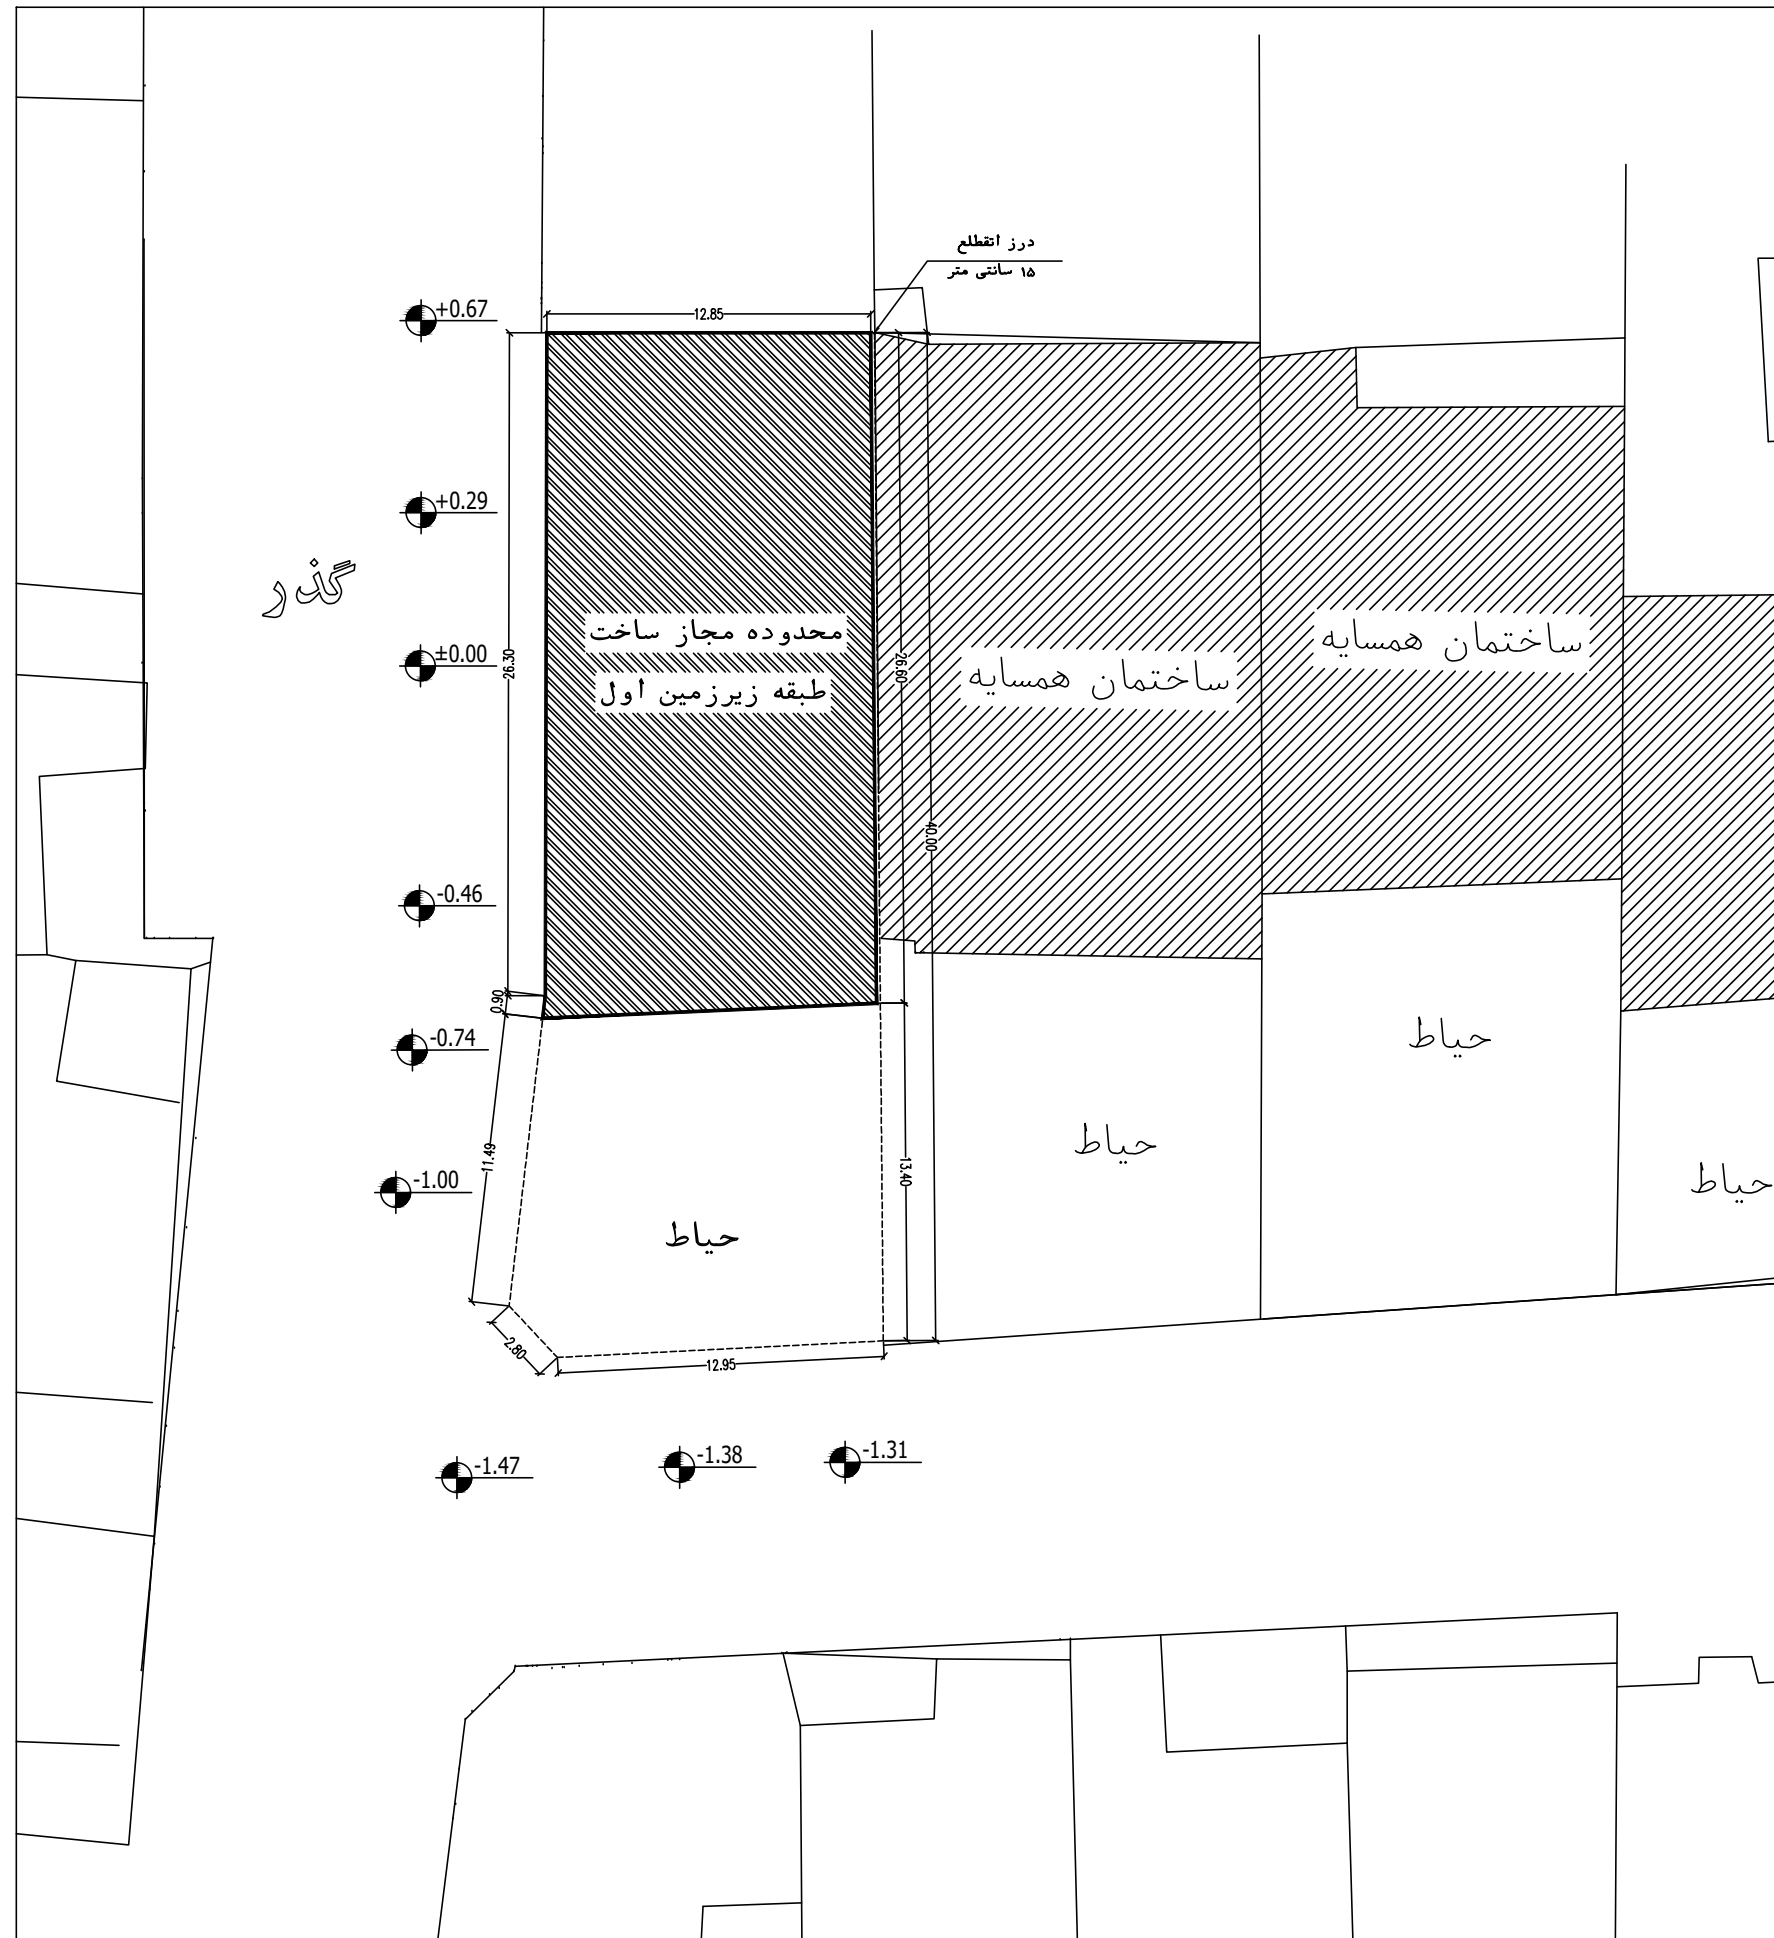 درز انقطلع
۱۵ سانتی متر
+0.67
12.85
+0.29
گذر
±0.00
26.30
محدوده مجاز ساخت
طبقه زیرزمین اول
26.60
ساختمان همسایه
ساختمان همسایه
40.00
-0.46
0.90
-0.74
حیاط
11.49
-1.00
13.40
حیاط
حیاط
حیاط
2.80
12.95
-1.47
-1.38
-1.31